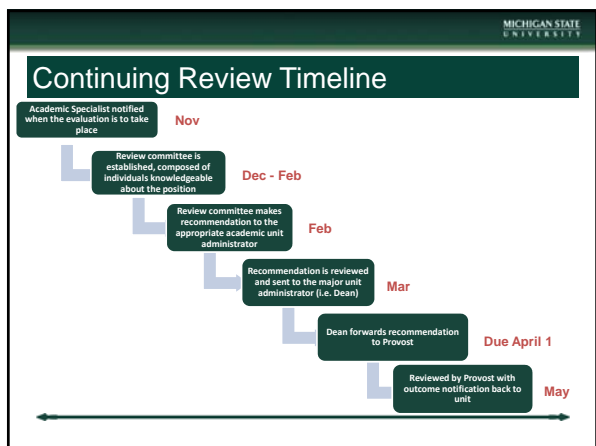 MICHIGAN STATE
UNIVERSITY
Continuing Review Timeline
Academic Specialist notified
when the evaluation is to take
place
Nov
Review committee is
established, composed of
individuals knowledgeable
about the position
Dec - Feb
Review committee makes
recommendation to the
appropriate academic unit
administrator
Feb
Recommendation is reviewed
and sent to the major unit
administrator (i.e. Dean)
Mar
Dean forwards recommendation
to Provost
Due April 1
Reviewed by Provost with
outcome notification back to
unit
May